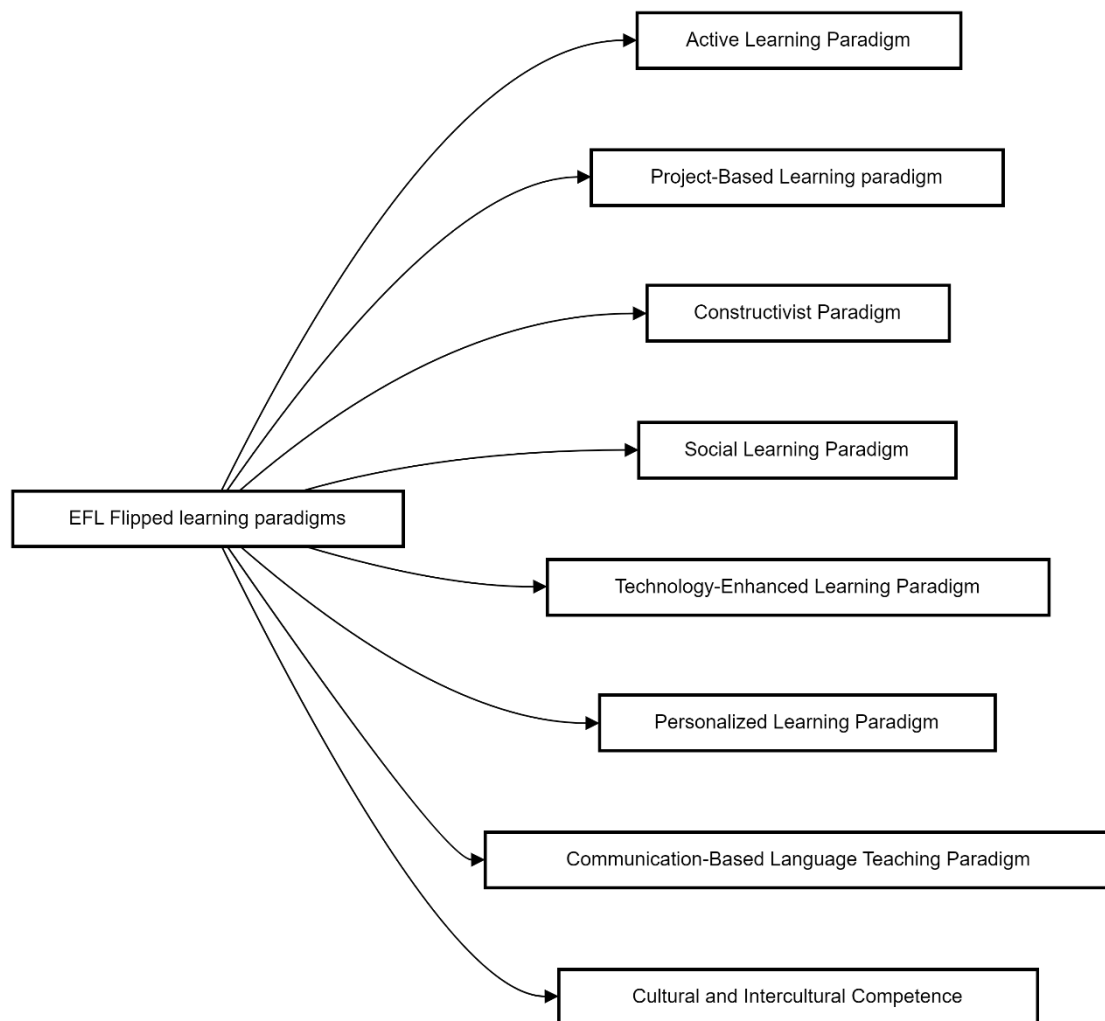 Active Learning Paradigm
Project-Based Learning paradigm
Constructivist Paradigm
Social Learning Paradigm
EFL Flipped learning paradigms
Technology-Enhanced Learning Paradigm
Personalized Learning Paradigm
Communication-Based Language Teaching Paradigm
Cultural and Intercultural Competence